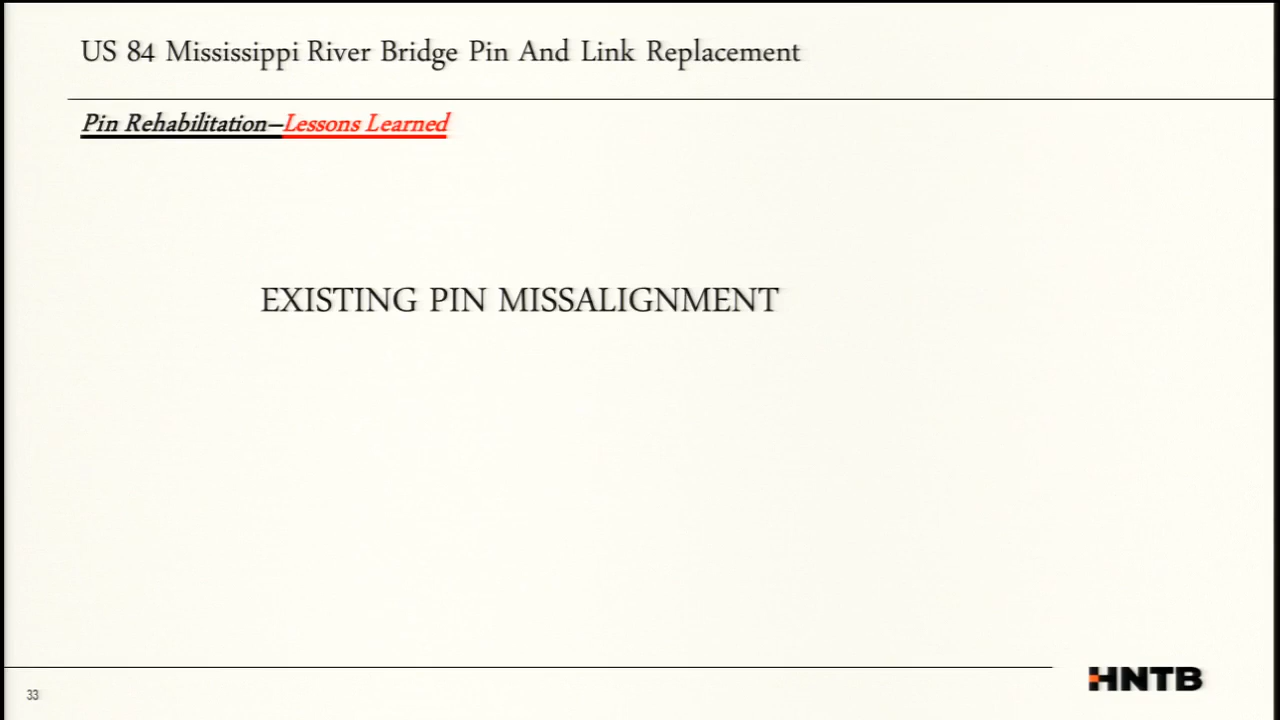 US 84 Mississippi River Bridge Pin And Link Replacement
Pin Rehabilitation–Lessons Learned
EXISTING PIN MISSALIGNMENT
33
HNTB